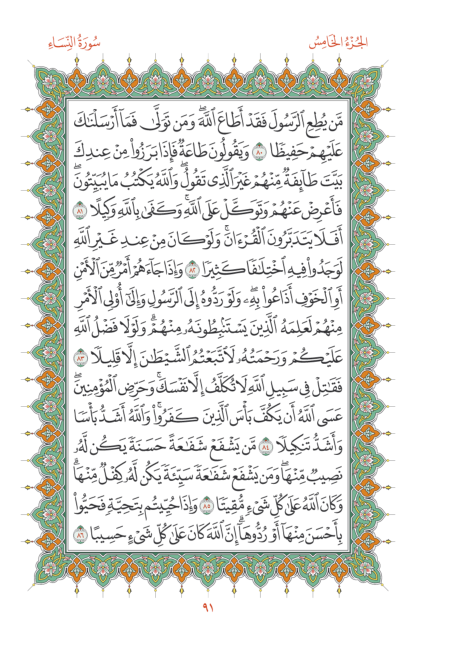 سُورَةُ النِّسَاءِ الجُزْءُ الخَامِسُ
مَّن يُطِعِ ٱلرَّسُولَ فَقَدْ أَطَاعَ ٱللَّهَۖ وَمَن تَوَلَّىٰ فَمَآ أَرْسَلْنَٰكَ
عَلَيْهِمْ حَفِيظٗا ٨٠ وَيَقُولُونَ طَاعَةٞ فَإِذَا بَرَزُواْ مِنْ عِندِكَ
بَيَّتَ طَآئِفَةٞ مِّنْهُمْ غَيْرَ ٱلَّذِي تَقُولُۖ وَٱللَّهُ يَكْتُبُ مَا يُبَيِّتُونَۖ
فَأَعْرِضْ عَنْهُمْ وَتَوَكَّلْ عَلَى ٱللَّهِۚ وَكَفَىٰ بِٱللَّهِ وَكِيلًا ٨١
أَفَلَا يَتَدَبَّرُونَ ٱلْقُرْءَانَۚ وَلَوْ كَانَ مِنْ عِندِ غَيْرِ ٱللَّهِ
لَوَجَدُواْ فِيهِ ٱخْتِلَٰفٗا كَثِيرٗا ٨٢ وَإِذَا جَآءَهُمْ أَمْرٞ مِّنَ ٱلْأَمْنِ
أَوِ ٱلْخَوْفِ أَذَاعُواْ بِهِۦۖ وَلَوْ رَدُّوهُ إِلَى ٱلرَّسُولِ وَإِلَىٰٓ أُوْلِي ٱلْأَمْرِ
مِنْهُمْ لَعَلِمَهُ ٱلَّذِينَ يَسْتَنۢبِطُونَهُۥ مِنْهُمْۗ وَلَوْلَا فَضْلُ ٱللَّهِ
عَلَيْكُمْ وَرَحْمَتُهُۥ لَٱتَّبَعْتُمُ ٱلشَّيْطَٰنَ إِلَّا قَلِيلٗا ٨٣
فَقَٰتِلْ فِي سَبِيلِ ٱللَّهِ لَا تُكَلَّفُ إِلَّا نَفْسَكَۚ وَحَرِّضِ ٱلْمُؤْمِنِينَۖ
عَسَى ٱللَّهُ أَن يَكُفَّ بَأْسَ ٱلَّذِينَ كَفَرُواْۚ وَٱللَّهُ أَشَدُّ بَأْسٗا
وَأَشَدُّ تَنكِيلٗا ٨٤ مَّن يَشْفَعْ شَفَٰعَةً حَسَنَةٗ يَكُن لَّهُۥ
نَصِيبٞ مِّنْهَاۖ وَمَن يَشْفَعْ شَفَٰعَةٗ سَيِّئَةٗ يَكُن لَّهُۥ كِفْلٞ مِّنْهَاۗ
وَكَانَ ٱللَّهُ عَلَىٰ كُلِّ شَيْءٖ مُّقِيتٗا ٨٥ وَإِذَا حُيِّيتُم بِتَحِيَّةٖ فَحَيُّواْ
بِأَحْسَنَ مِنْهَآ أَوْ رُدُّوهَآۗ إِنَّ ٱللَّهَ كَانَ عَلَىٰ كُلِّ شَيْءٍ حَسِيبًا ٨٦
٩١